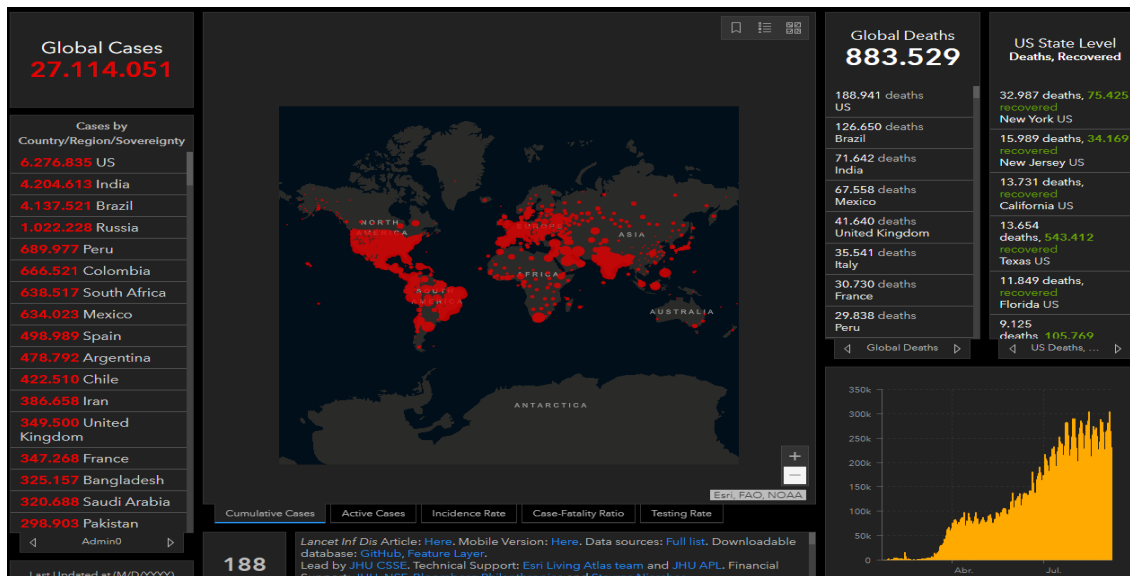 Global Cases
27.114.051
Cases by
Country/Region/Sovereignty
6.276.835 US
4.204.613 India
4.137.521 Brazil
1.022.228 Russia
689.977 Peru
666.521 Colombia
638.517 South Africa
634.023 Mexico
498.989 Spain
478.792 Argentina
422.510 Chile
386.658 Iran
349.500 United
Kingdom
347.268 France
325.157 Bangladesh
320.688 Saudi Arabia
298.903 Pakistan
Admin0
Last Updated at (M/D/YYYY)
NORTH
AMERICA
SOUTH
AMERICA
EUROPE
ASIA
AFRICA
AUSTRALIA
ANTARCTICA
+
−
Esri, FAO, NOAA
Cumulative Cases
Active Cases
Incidence Rate
Case-Fatality Ratio
Testing Rate
188
Lancet Inf Dis Article: Here. Mobile Version: Here. Data sources: Full list. Downloadable
database: GitHub, Feature Layer.
Lead by JHU CSSE. Technical Support: Esri Living Atlas team and JHU APL. Financial
Global Deaths
883.529
188.941 deaths
US
126.650 deaths
Brazil
71.642 deaths
India
67.558 deaths
Mexico
41.640 deaths
United Kingdom
35.541 deaths
Italy
30.730 deaths
France
29.838 deaths
Peru
Global Deaths
US State Level
Deaths, Recovered
32.987 deaths, 75.425
recovered
New York US
15.989 deaths, 34.169
recovered
New Jersey US
13.731 deaths,
recovered
California US
13.654
deaths, 543.412
recovered
Texas US
11.849 deaths,
recovered
Florida US
9.125
deaths, 105.769
US Deaths, ...
350k
300k
250k
200k
150k
100k
50k
0
Abr.
Jul.